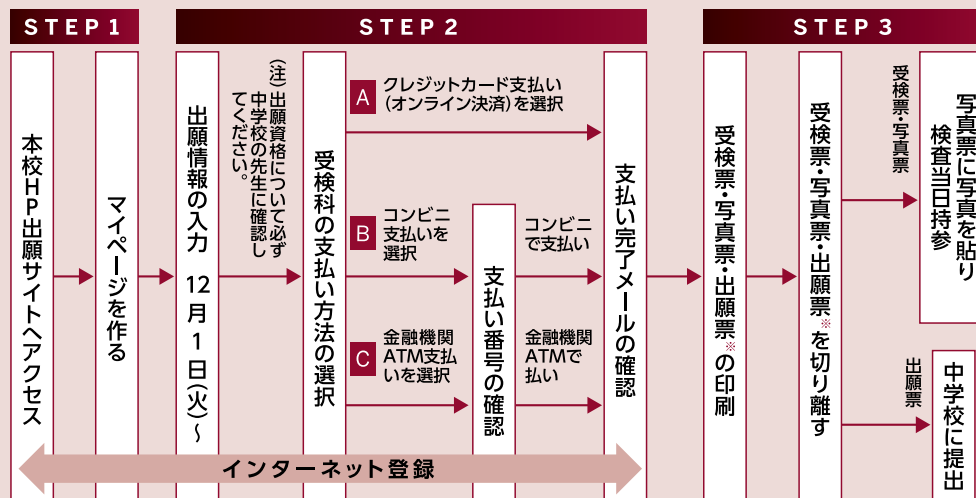 STEP1
本校HP出願サイトへアクセス
マイページを作る
STEP2
出願情報の入力 12月1日(火)～
(注)出願資格について必ず
中学校の先生に確認し
てください。
受検科の支払い方法の選択
A
クレジットカード支払い
(オンライン決済)を選択
B
コンビニ
支払いを
選択
C
金融機関
ATM支払
いを選択
支払い番号の確認
コンビニ
で支払い
金融機関
ATMで
払い
支払い完了メールの確認
インターネット登録
STEP3
受検票・写真票・出願票※の印刷
受検票・写真票・出願票※を切り離す
受検票・写真票
写真票に写真を貼り
検査当日持参
出願票
中学校に提出